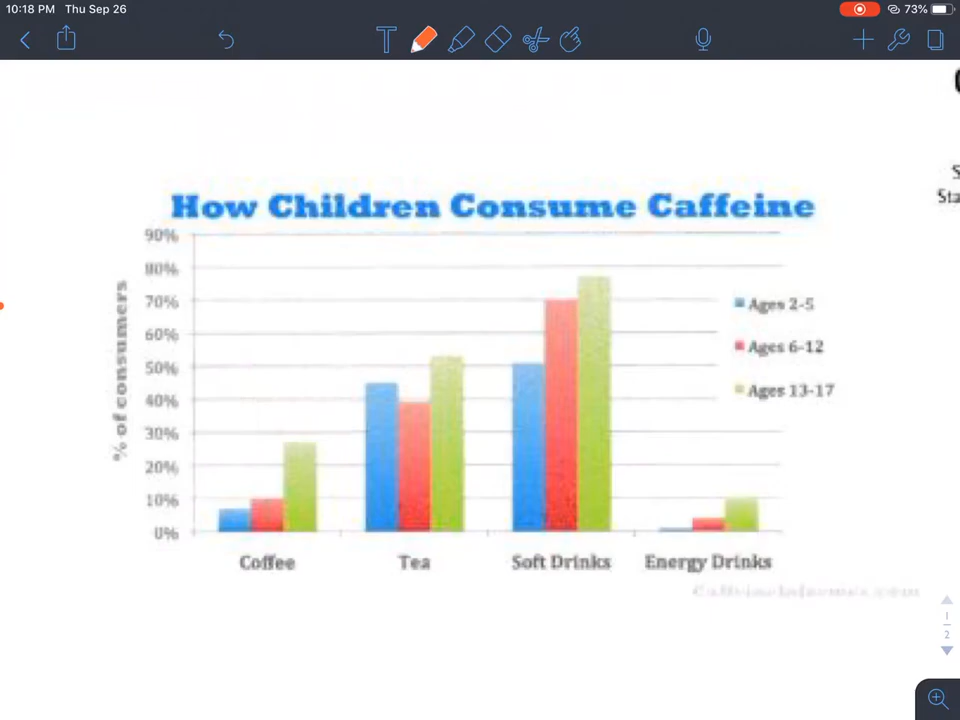 10:18 PM Thu Sep 26
73%
How Children Consume Caffeine
90%
80%
70%
60%
50%
40%
30%
20%
10%
0%
% of consumers
Ages 2-5
Ages 6-12
Ages 13-17
Coffee
Tea
Soft Drinks
Energy Drinks
1
2